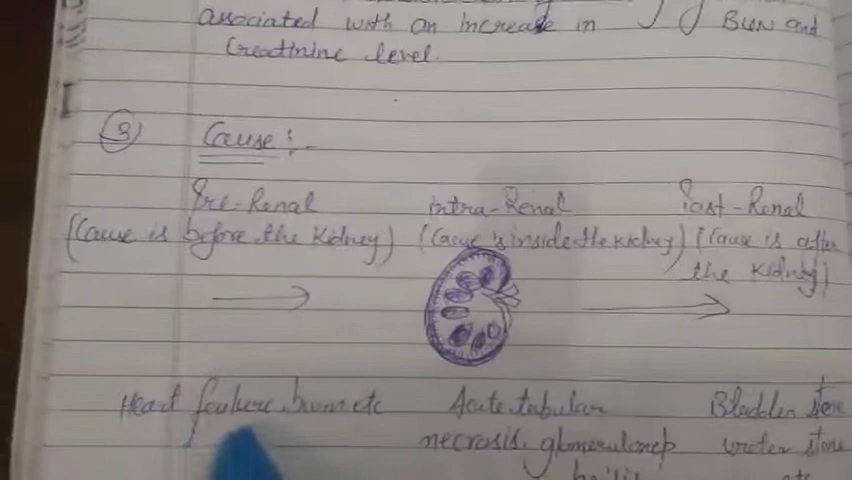 associated with an increase in BUN and
Creatinine level.
3 Cause :-
Pre-Renal intra-Renal Post-Renal
(Cause is before the Kidney) (Cause is inside the kidney) (Cause is after
the kidney)
Heart failure, burn etc Acute tubular Bladder stone
necrosis, glomeruloneph ureter stone
etc